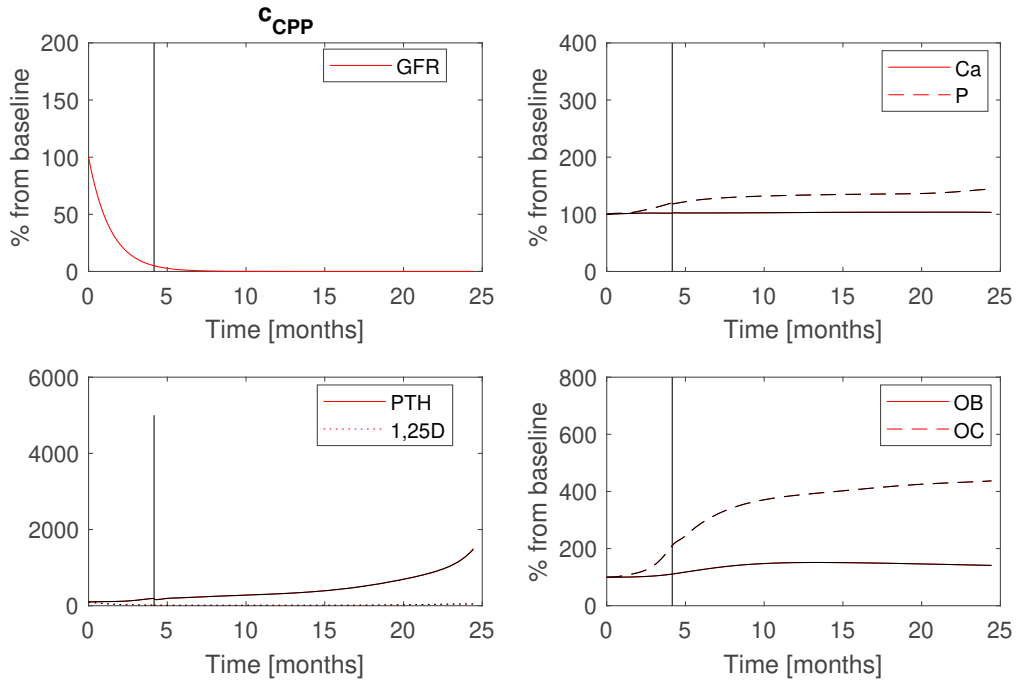 c_CPP
200
150
100
50
0
% from baseline
GFR
0 5 10 15 20 25
Time [months]
400
300
200
100
0
% from baseline
Ca
P
0 5 10 15 20 25
Time [months]
6000
4000
2000
0
PTH
1,25D
0 5 10 15 20 25
Time [months]
800
600
400
200
0
% from baseline
OB
OC
0 5 10 15 20 25
Time [months]